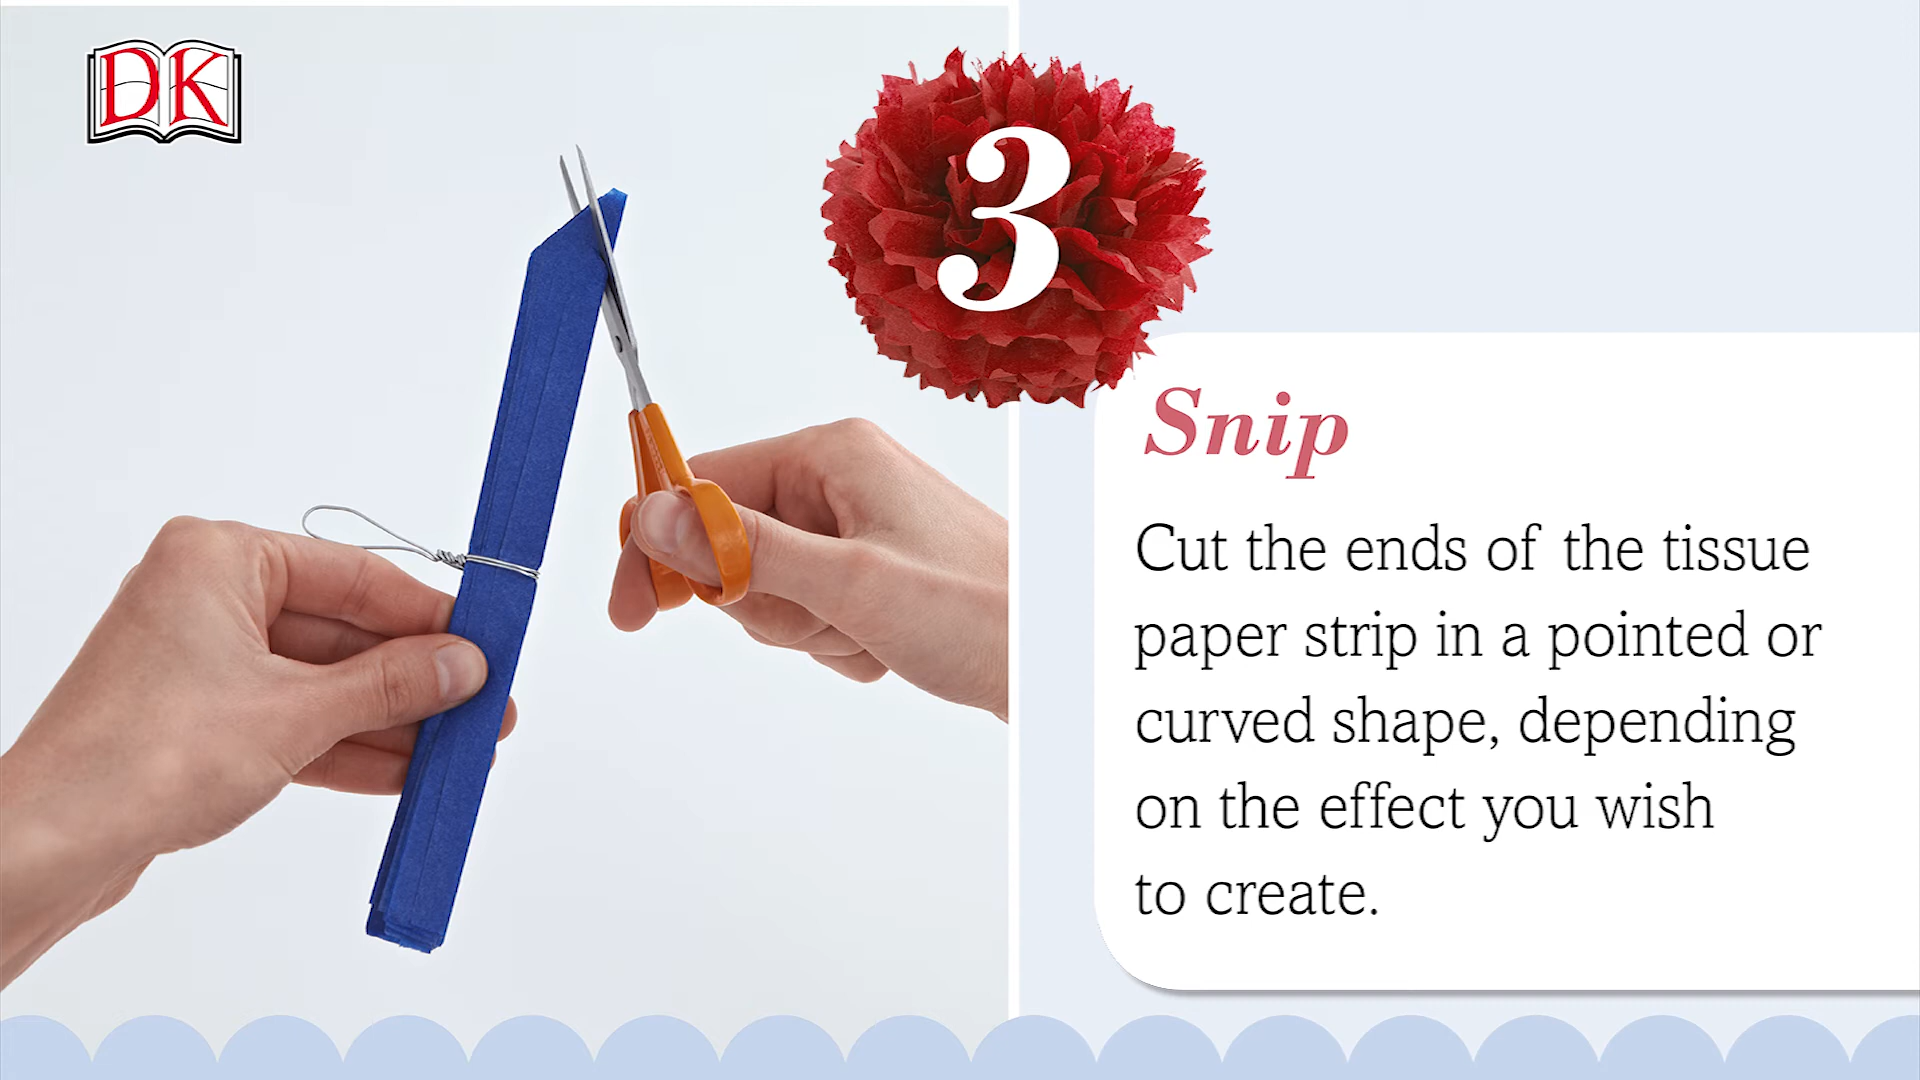 DK
3
Snip
Cut the ends of the tissue
paper strip in a pointed or
curved shape, depending
on the effect you wish
to create.